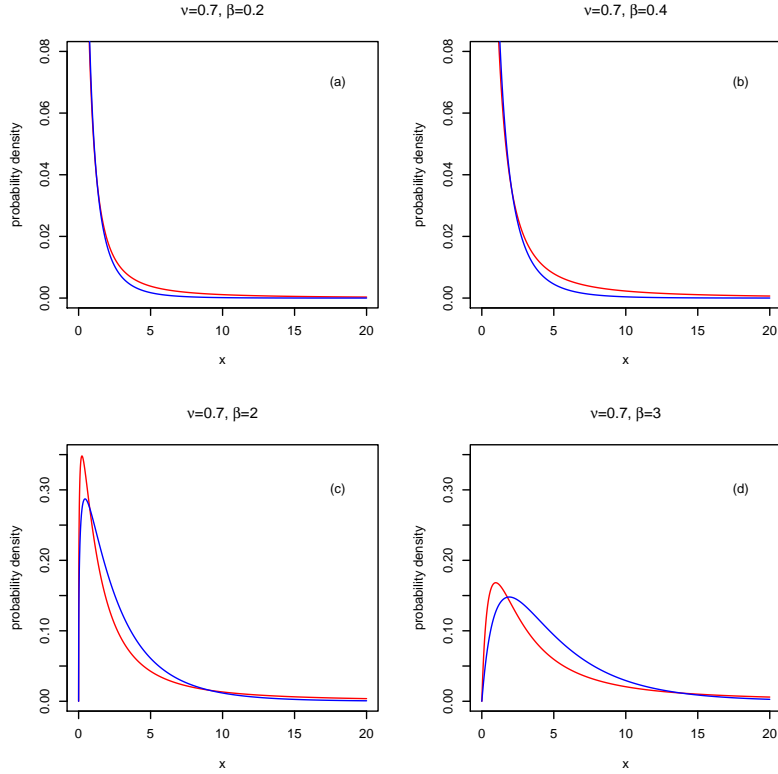 ν=0.7, β=0.2
(a)
probability density
0.00 0.02 0.04 0.06 0.08
0 5 10 15 20
x
ν=0.7, β=0.4
(b)
probability density
0.00 0.02 0.04 0.06 0.08
0 5 10 15 20
x
ν=0.7, β=2
(c)
probability density
0.00 0.10 0.20 0.30
0 5 10 15 20
x
ν=0.7, β=3
(d)
probability density
0.00 0.10 0.20 0.30
0 5 10 15 20
x